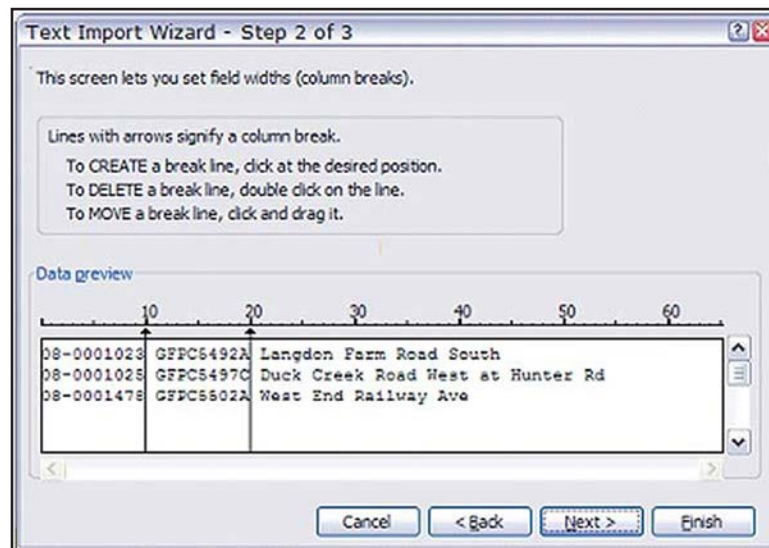 Text Import Wizard - Step 2 of 3
This screen lets you set field widths (column breaks).
Lines with arrows signify a column break.
To CREATE a break line, click at the desired position.
To DELETE a break line, double click on the line.
To MOVE a break line, click and drag it.
Data preview
10 20 30 40 50 60
08-0001023 GFPC5492A Langdon Farm Road South
08-0001025 GFPC5497C Duck Creek Road West at Hunter Rd
08-0001478 GFPC5502A West End Railway Ave
Cancel < Back Next > Finish